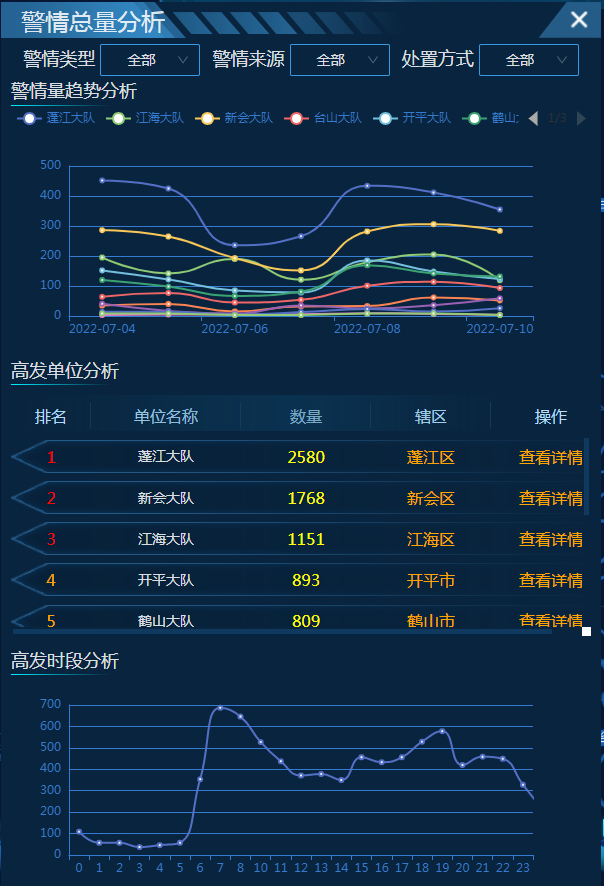 警情总量分析
警情类型 全部 警情来源 全部 处置方式 全部
警情量趋势分析
蓬江大队 江海大队 新会大队 台山大队 开平大队 鹤山 1/3
500
400
300
200
100
0
2022-07-04 2022-07-06 2022-07-08 2022-07-10
高发单位分析
排名 单位名称 数量 辖区 操作
1 蓬江大队 2580 蓬江区 查看详情
2 新会大队 1768 新会区 查看详情
3 江海大队 1151 江海区 查看详情
4 开平大队 893 开平市 查看详情
5 鹤山大队 809 鹤山市 查看详情
高发时段分析
700
600
500
400
300
200
100
0
0 1 2 3 4 5 6 7 8 10 11 12 13 14 15 16 17 18 19 20 21 22 23